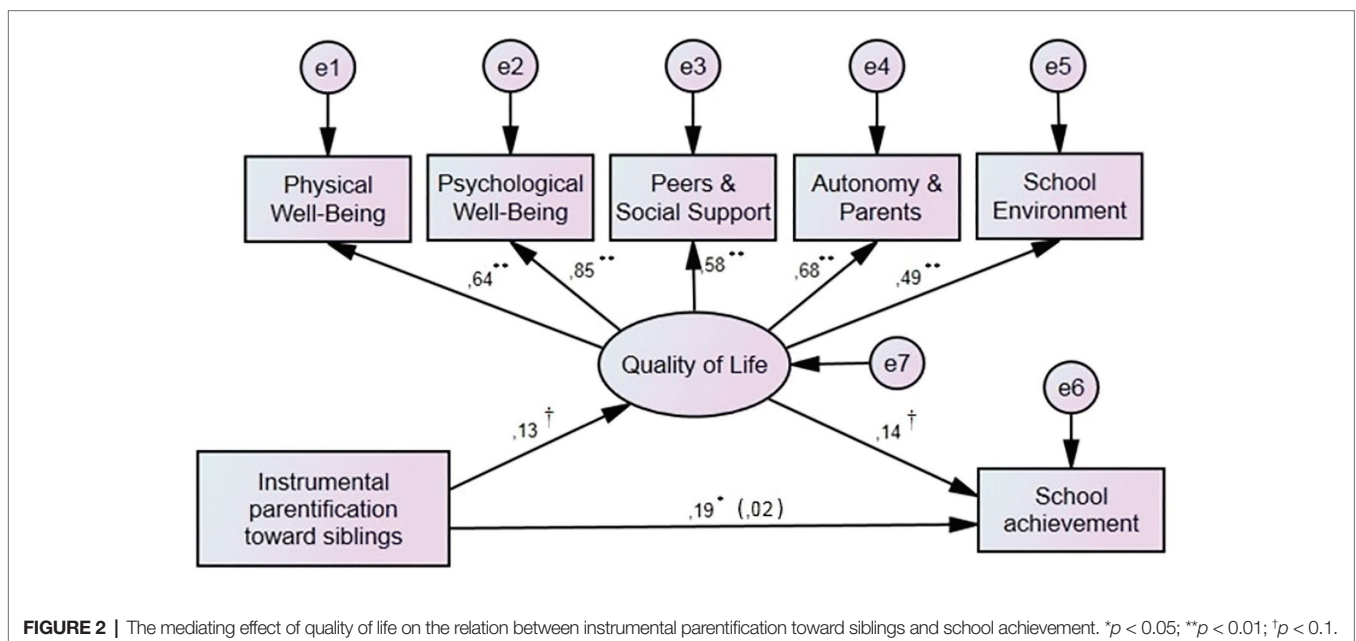 e1
e2
e3
e4
e5
Physical
Well-Being
Psychological
Well-Being
Peers &
Social Support
Autonomy &
Parents
School
Environment
,64**
,85**
,58**
,68**
,49**
Quality of Life
e7
e6
,13†
,14†
Instrumental
parentification
toward siblings
,19* (,02)
School
achievement
FIGURE 2 | The mediating effect of quality of life on the relation between instrumental parentification toward siblings and school achievement. *p < 0.05; **p < 0.01; †p < 0.1.